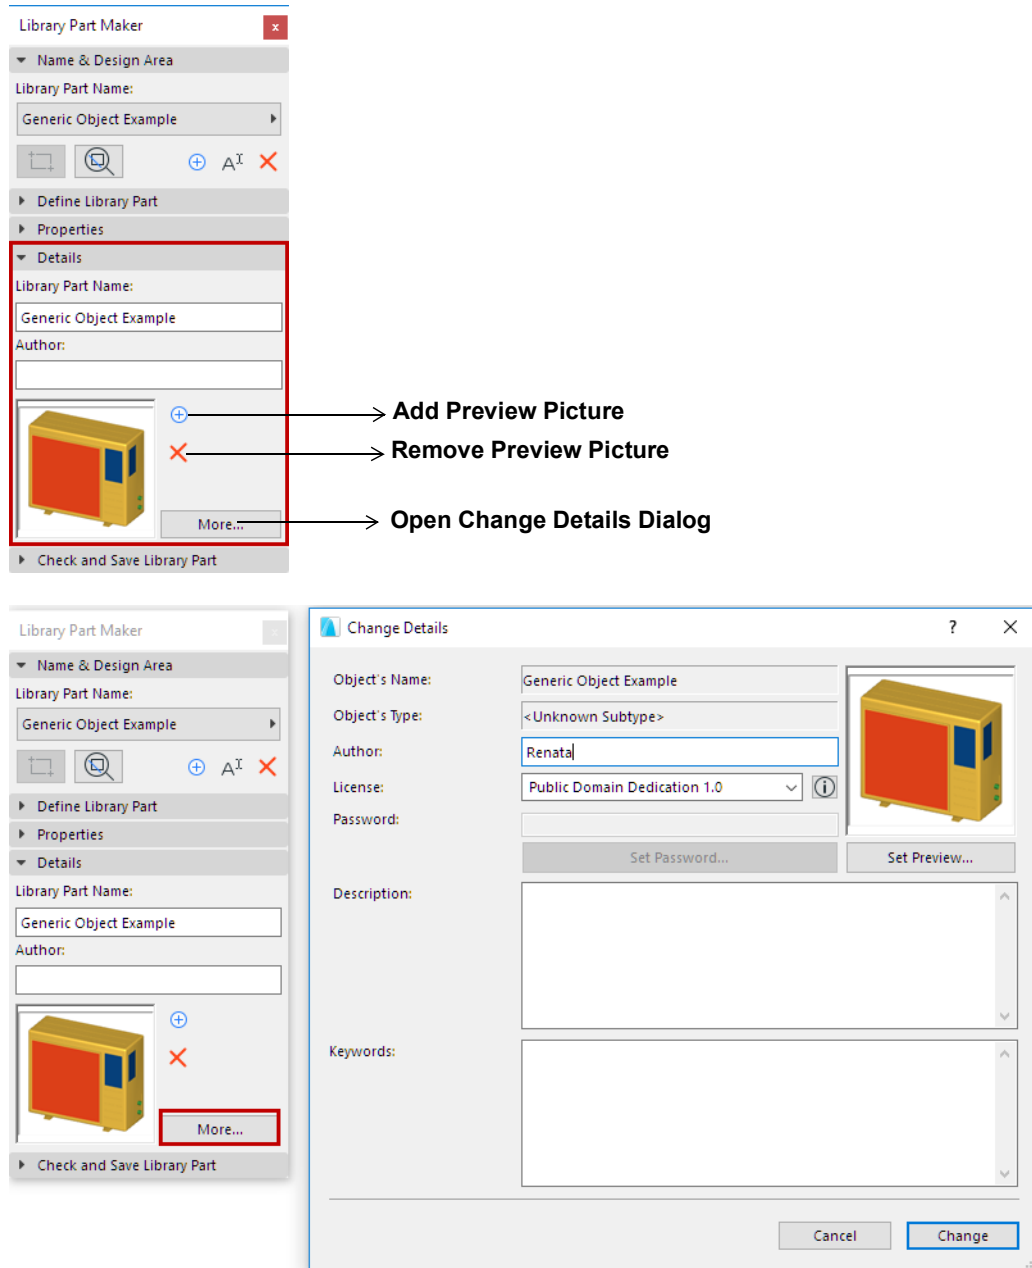 Library Part Maker
x
Name & Design Area
Library Part Name:
Generic Object Example
A
Define Library Part
Properties
Details
Library Part Name:
Generic Object Example
Author:
Add Preview Picture
Remove Preview Picture
More...
Open Change Details Dialog
Check and Save Library Part
Library Part Maker
x
Name & Design Area
Library Part Name:
Generic Object Example
A
Define Library Part
Properties
Details
Library Part Name:
Generic Object Example
Author:
More...
Check and Save Library Part
Change Details
?
Object's Name: Generic Object Example
Object's Type: <Unknown Subtype>
Author: Renata
License: Public Domain Dedication 1.0
Password:
Set Password...
Set Preview...
Description:
Keywords:
Cancel
Change